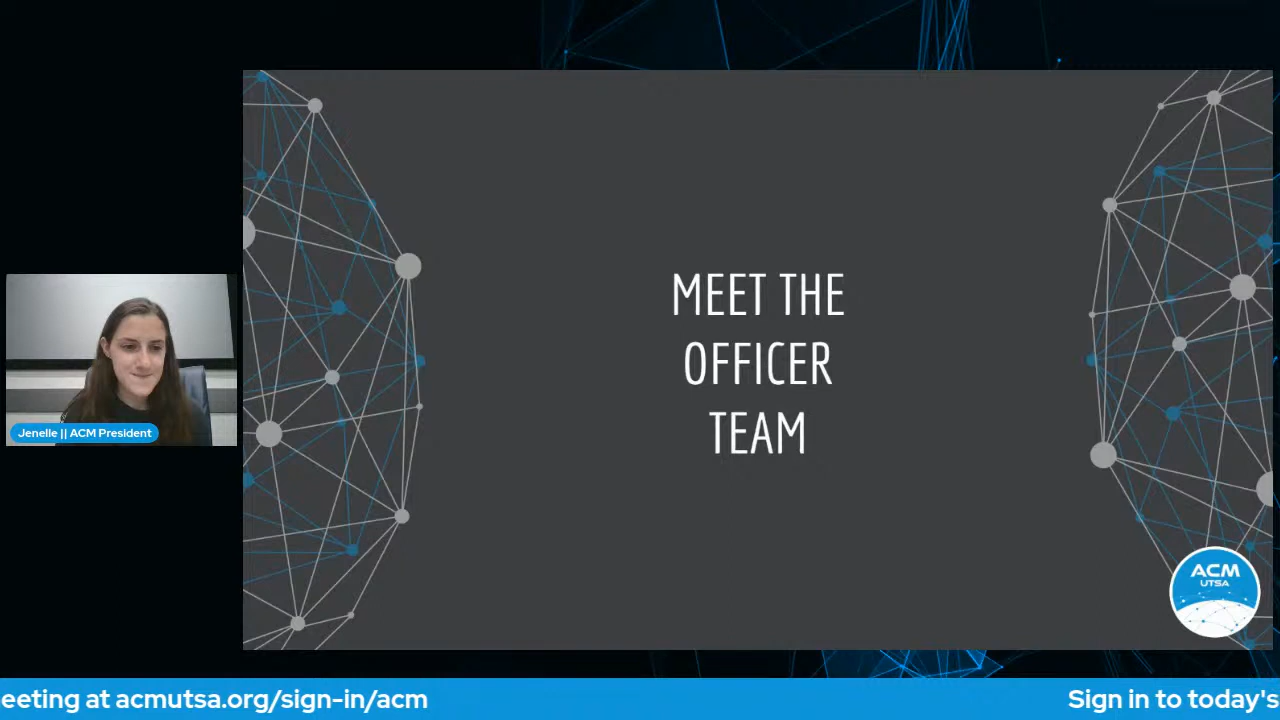 MEET THE
OFFICER
TEAM
Jenelle || ACM President
ACM
UTSA
eeting at acmutsa.org/sign-in/acm
Sign in to today's